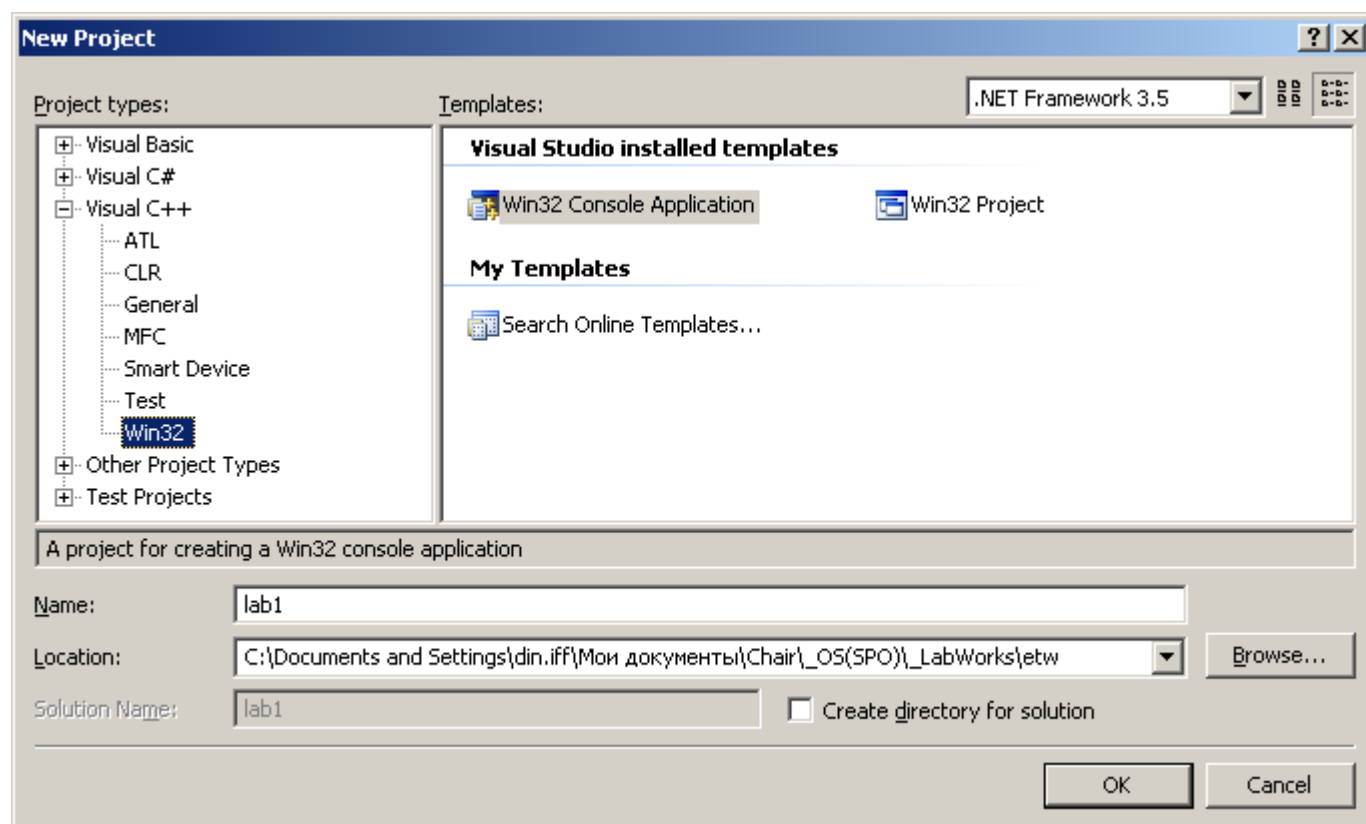 New Project
Project types:
Templates:
.NET Framework 3.5
Visual Basic
Visual C#
Visual C++
ATL
CLR
General
MFC
Smart Device
Test
Win32
Other Project Types
Test Projects
Visual Studio installed templates
Win32 Console Application
Win32 Project
My Templates
Search Online Templates...
A project for creating a Win32 console application
Name:
lab1
Location:
C:\Documents and Settings\din.iff\Мои документы\Chair\_OS(SPO)\_LabWorks\etw
Browse...
Solution Name:
lab1
Create directory for solution
OK
Cancel